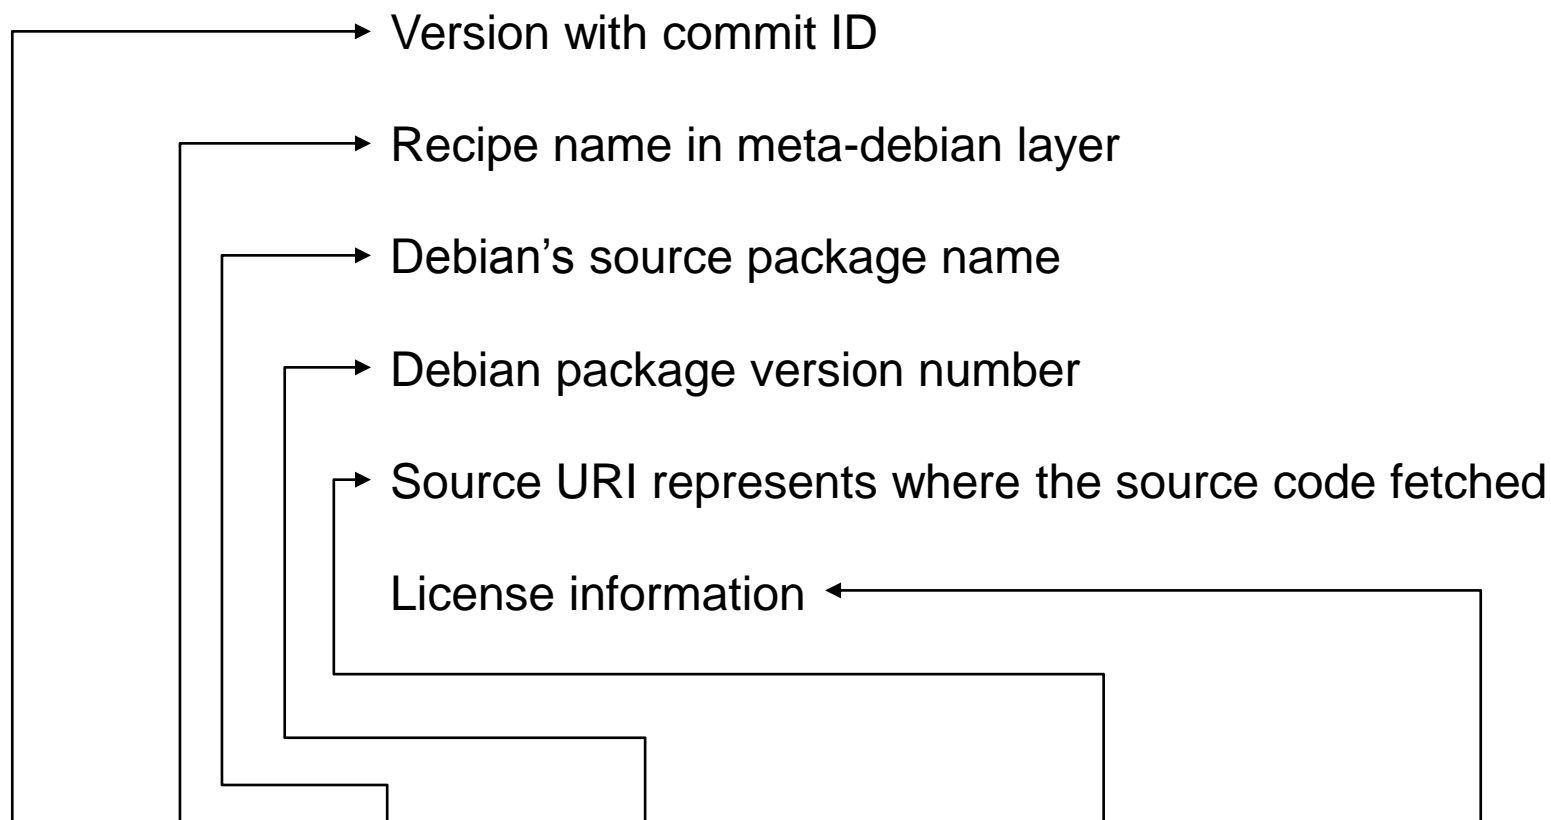 Version with commit ID
Recipe name in meta-debian layer
Debian’s source package name
Debian package version number
Source URI represents where the source code fetched
License information